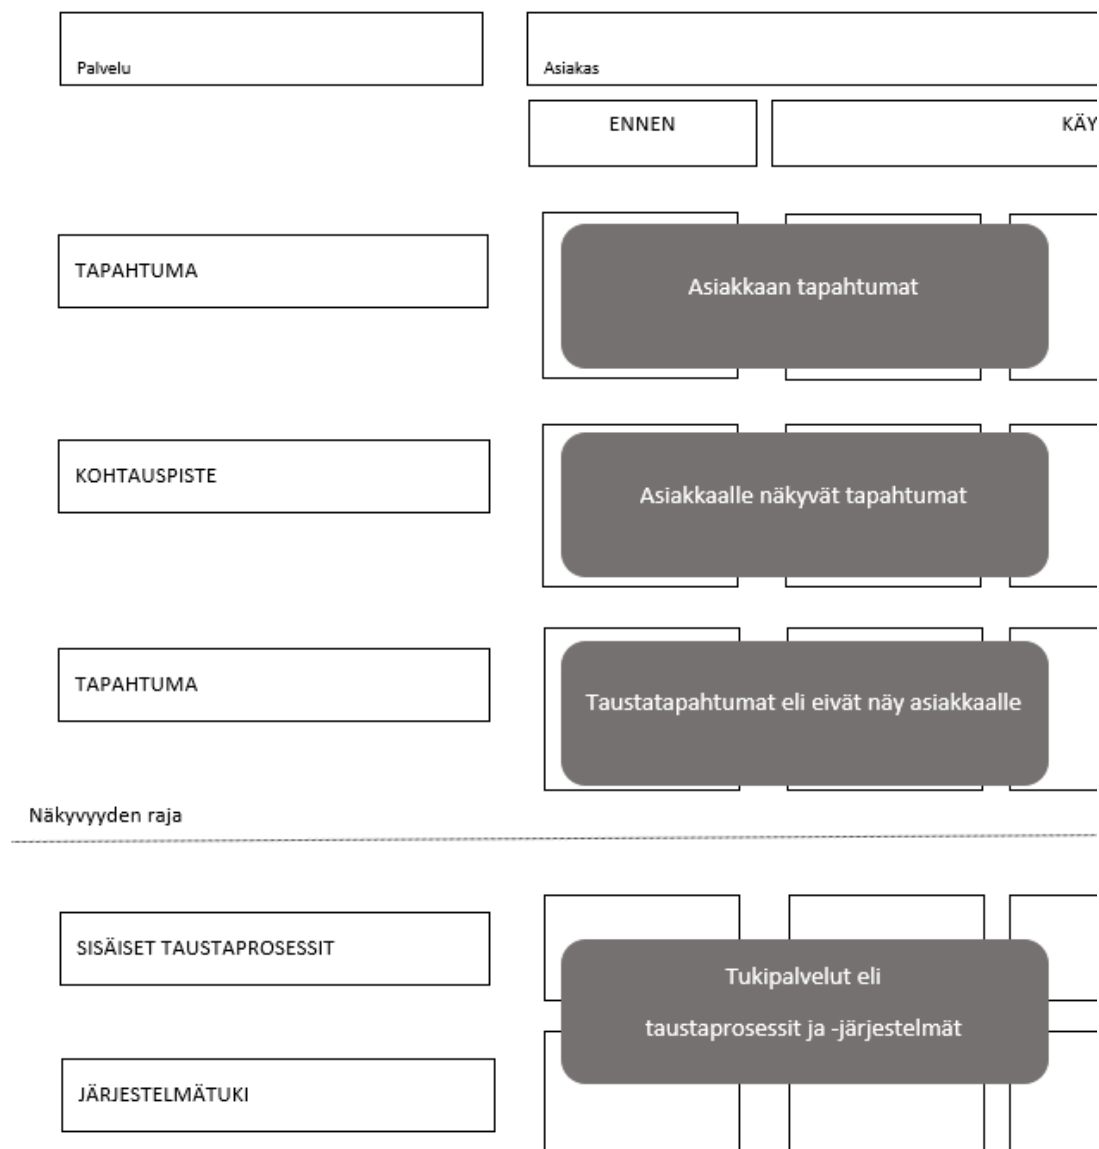 Palvelu
Asiakas
ENNEN
KÄY
TAPAHTUMA
Asiakkaan tapahtumat
KOHTAUSPISTE
Asiakkaalle näkyvät tapahtumat
TAPAHTUMA
Taustatapahtumat eli eivät näy asiakkaalle
Näkyvyyden raja
SISÄISET TAUSTAPROSESSIT
Tukipalvelut eli
taustaprosessit ja -järjestelmät
JÄRJESTELMÄTUKI